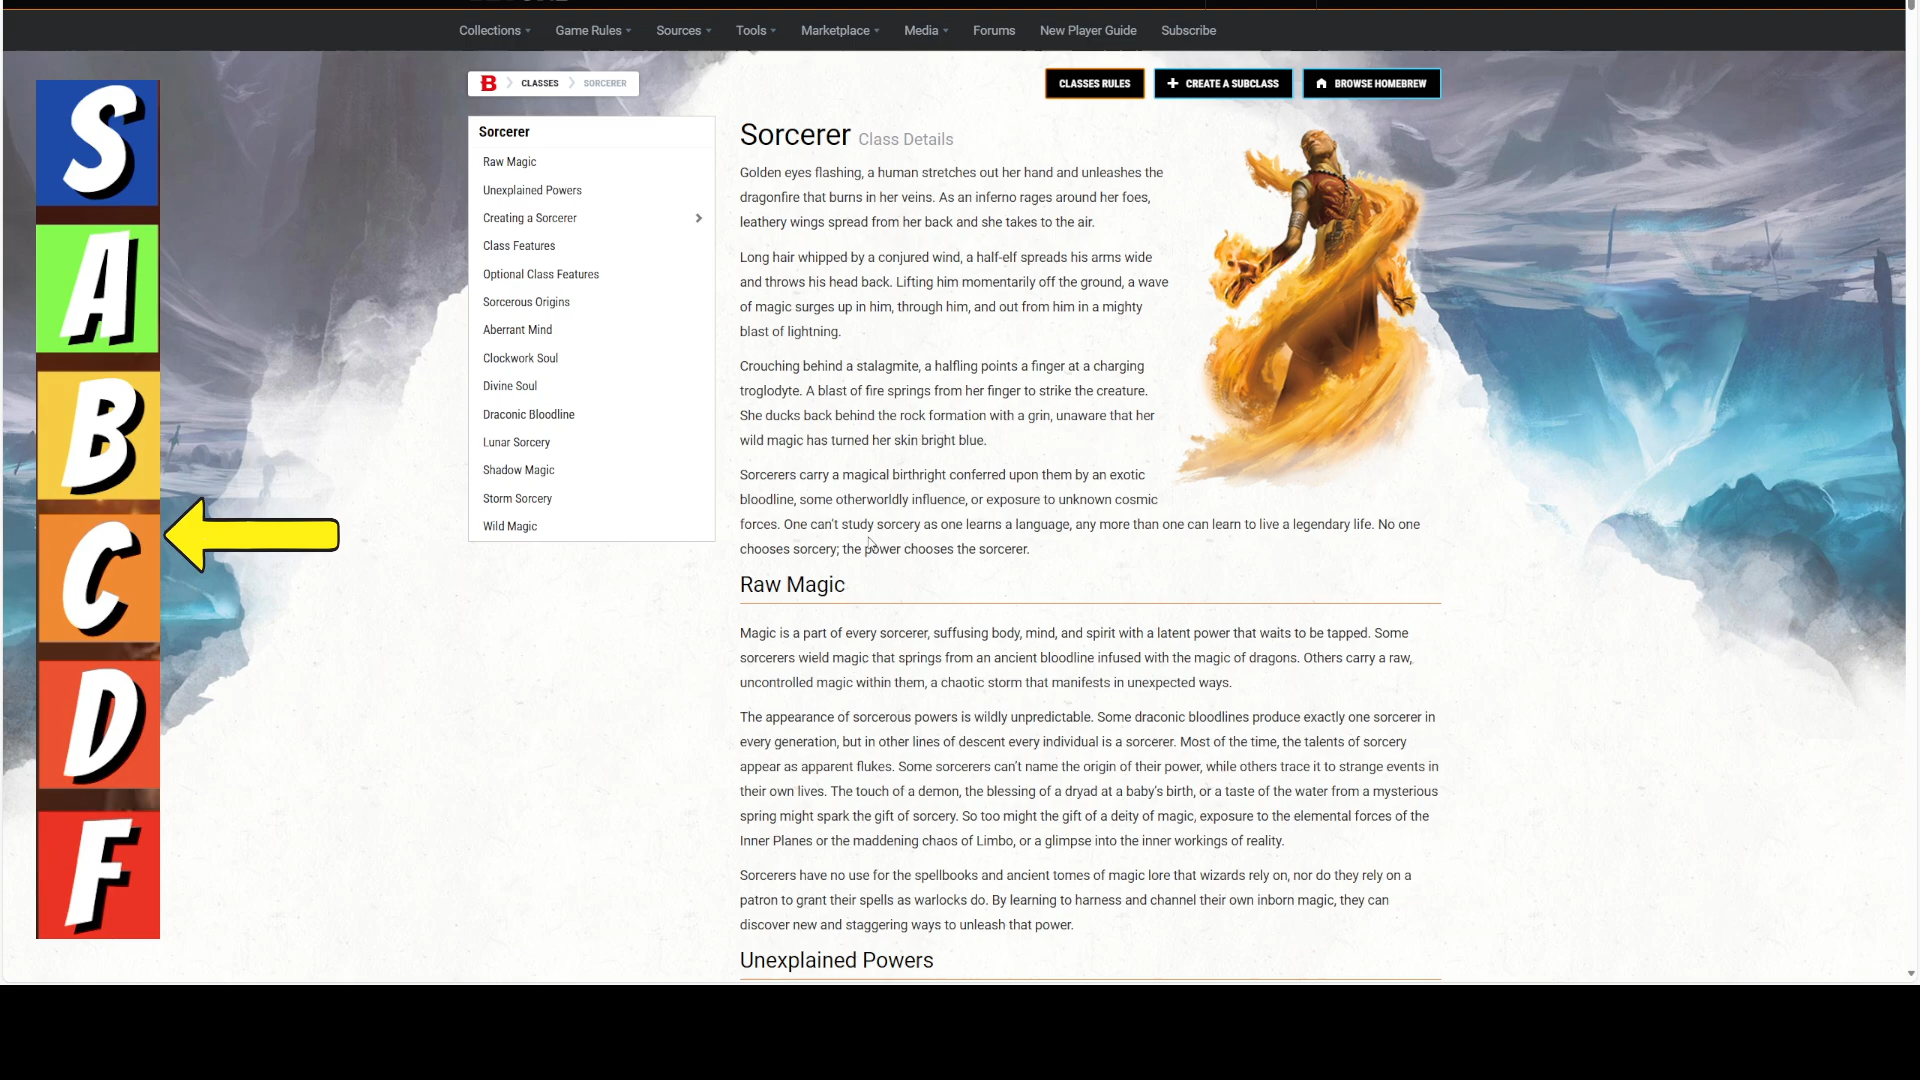 Collections Game Rules Sources Tools Marketplace Media Forums New Player Guide Subscribe
B CLASSES SORCERER
CLASSES RULES CREATE A SUBCLASS BROWSE HOMEBREW
S
A
B
C
D
F
Sorcerer
Raw Magic
Unexplained Powers
Creating a Sorcerer
Class Features
Optional Class Features
Sorcerous Origins
Aberrant Mind
Clockwork Soul
Divine Soul
Draconic Bloodline
Lunar Sorcery
Shadow Magic
Storm Sorcery
Wild Magic
Sorcerer Class Details
Golden eyes flashing, a human stretches out her hand and unleashes the
dragonfire that burns in her veins. As an inferno rages around her foes,
leathery wings spread from her back and she takes to the air.
Long hair whipped by a conjured wind, a half-elf spreads his arms wide
and throws his head back. Lifting him momentarily off the ground, a wave
of magic surges up in him, through him, and out from him in a mighty
blast of lightning.
Crouching behind a stalagmite, a halfling points a finger at a charging
troglodyte. A blast of fire springs from her finger to strike the creature.
She ducks back behind the rock formation with a grin, unaware that her
wild magic has turned her skin bright blue.
Sorcerers carry a magical birthright conferred upon them by an exotic
bloodline, some otherworldly influence, or exposure to unknown cosmic
forces. One can't study sorcery as one learns a language, any more than one can learn to live a legendary life. No one
chooses sorcery; the power chooses the sorcerer.
Raw Magic
Magic is a part of every sorcerer, suffusing body, mind, and spirit with a latent power that waits to be tapped. Some
sorcerers wield magic that springs from an ancient bloodline infused with the magic of dragons. Others carry a raw,
uncontrolled magic within them, a chaotic storm that manifests in unexpected ways.
The appearance of sorcerous powers is wildly unpredictable. Some draconic bloodlines produce exactly one sorcerer in
every generation, but in other lines of descent every individual is a sorcerer. Most of the time, the talents of sorcery
appear as apparent flukes. Some sorcerers can't name the origin of their power, while others trace it to strange events in
their own lives. The touch of a demon, the blessing of a dryad at a baby's birth, or a taste of the water from a mysterious
spring might spark the gift of sorcery. So too might the gift of a deity of magic, exposure to the elemental forces of the
Inner Planes or the maddening chaos of Limbo, or a glimpse into the inner workings of reality.
Sorcerers have no use for the spellbooks and ancient tomes of magic lore that wizards rely on, nor do they rely on a
patron to grant their spells as warlocks do. By learning to harness and channel their own inborn magic, they can
discover new and staggering ways to unleash that power.
Unexplained Powers